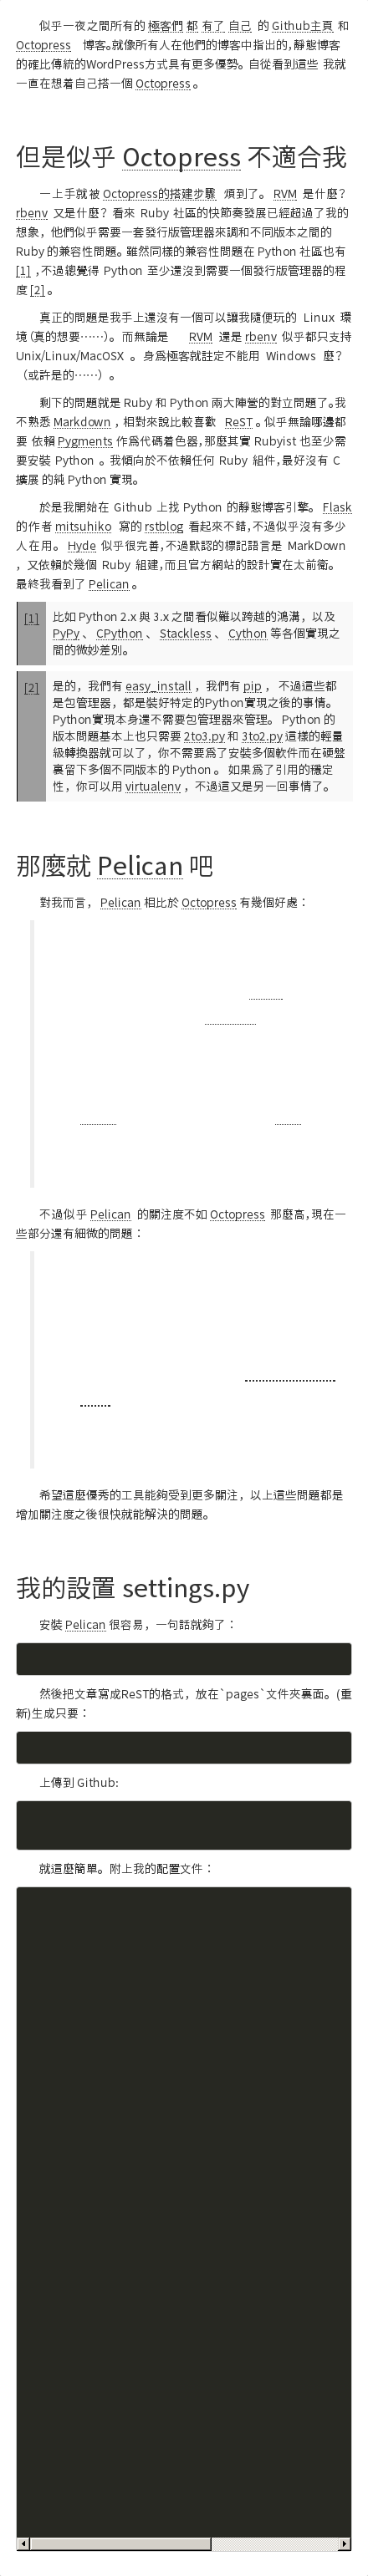 似乎一夜之間所有的 極客們 都 有了 自己 的 Github主頁 和
Octopress 博客。就像所有人在他們的博客中指出的，靜態博客
的確比傳統的WordPress方式具有更多優勢。 自從看到這些 我就
一直在想着自己搭一個 Octopress 。
但是似乎 Octopress 不適合我
一上手就被 Octopress的搭建步驟 煩到了。 RVM 是什麼？
rbenv 又是什麼？ 看來 Ruby 社區的快節奏發展已經超過了我的
想象，他們似乎需要一套發行版管理器來調和不同版本之間的
Ruby 的兼容性問題。 雖然同樣的兼容性問題在 Python 社區也有
[1] ，不過總覺得 Python 至少還沒到需要一個發行版管理器的程
度 [2] 。
真正的問題是我手上還沒有一個可以讓我隨便玩的 Linux 環
境（真的想要……）。 而無論是 RVM 還是 rbenv 似乎都只支持
Unix/Linux/MacOSX 。 身爲極客就註定不能用 Windows 麼？
（或許是的……）。
剩下的問題就是 Ruby 和 Python 兩大陣營的對立問題了。我
不熟悉 Markdown ， 相對來說比較喜歡 ReST 。 似乎無論哪邊都
要 依賴 Pygments 作爲代碼着色器，那麼其實 Rubyist 也至少需
要安裝 Python 。 我傾向於不依賴任何 Ruby 組件，最好沒有 C
擴展 的純 Python 實現。
於是我開始在 Github 上找 Python 的靜態博客引擎。 Flask
的作者 mitsuhiko 寫的 rstblog 看起來不錯，不過似乎沒有多少
人在用。 Hyde 似乎很完善，不過默認的標記語言是 MarkDown
， 又依賴於幾個 Ruby 組建，而且官方網站的設計實在太前衛。
最終我看到了 Pelican 。
[1] 比如 Python 2.x 與 3.x 之間看似難以跨越的鴻溝，以及
PyPy 、 CPython 、 Stackless 、 Cython 等各個實現之
間的微妙差別。
[2] 是的，我們有 easy_install ，我們有 pip ， 不過這些都
是包管理器，都是裝好特定的Python實現之後的事情。
Python實現本身還不需要包管理器來管理。 Python 的
版本問題基本上也只需要 2to3.py 和 3to2.py 這樣的輕量
級轉換器就可以了，你不需要爲了安裝多個軟件而在硬盤
裏留下多個不同版本的 Python 。 如果爲了引用的穩定
性，你可以用 virtualenv ，不過這又是另一回事情了。
那麼就 Pelican 吧
對我而言， Pelican 相比於 Octopress 有幾個好處：
不過似乎 Pelican 的關注度不如 Octopress 那麼高，現在一
些部分還有細微的問題：
希望這麼優秀的工具能夠受到更多關注，以上這些問題都是
增加關注度之後很快就能解決的問題。
我的設置 settings.py
安裝 Pelican 很容易，一句話就夠了：
然後把文章寫成ReST的格式，放在`pages`文件夾裏面。(重
新)生成只要：
上傳到 Github:
就這麼簡單。附上我的配置文件：